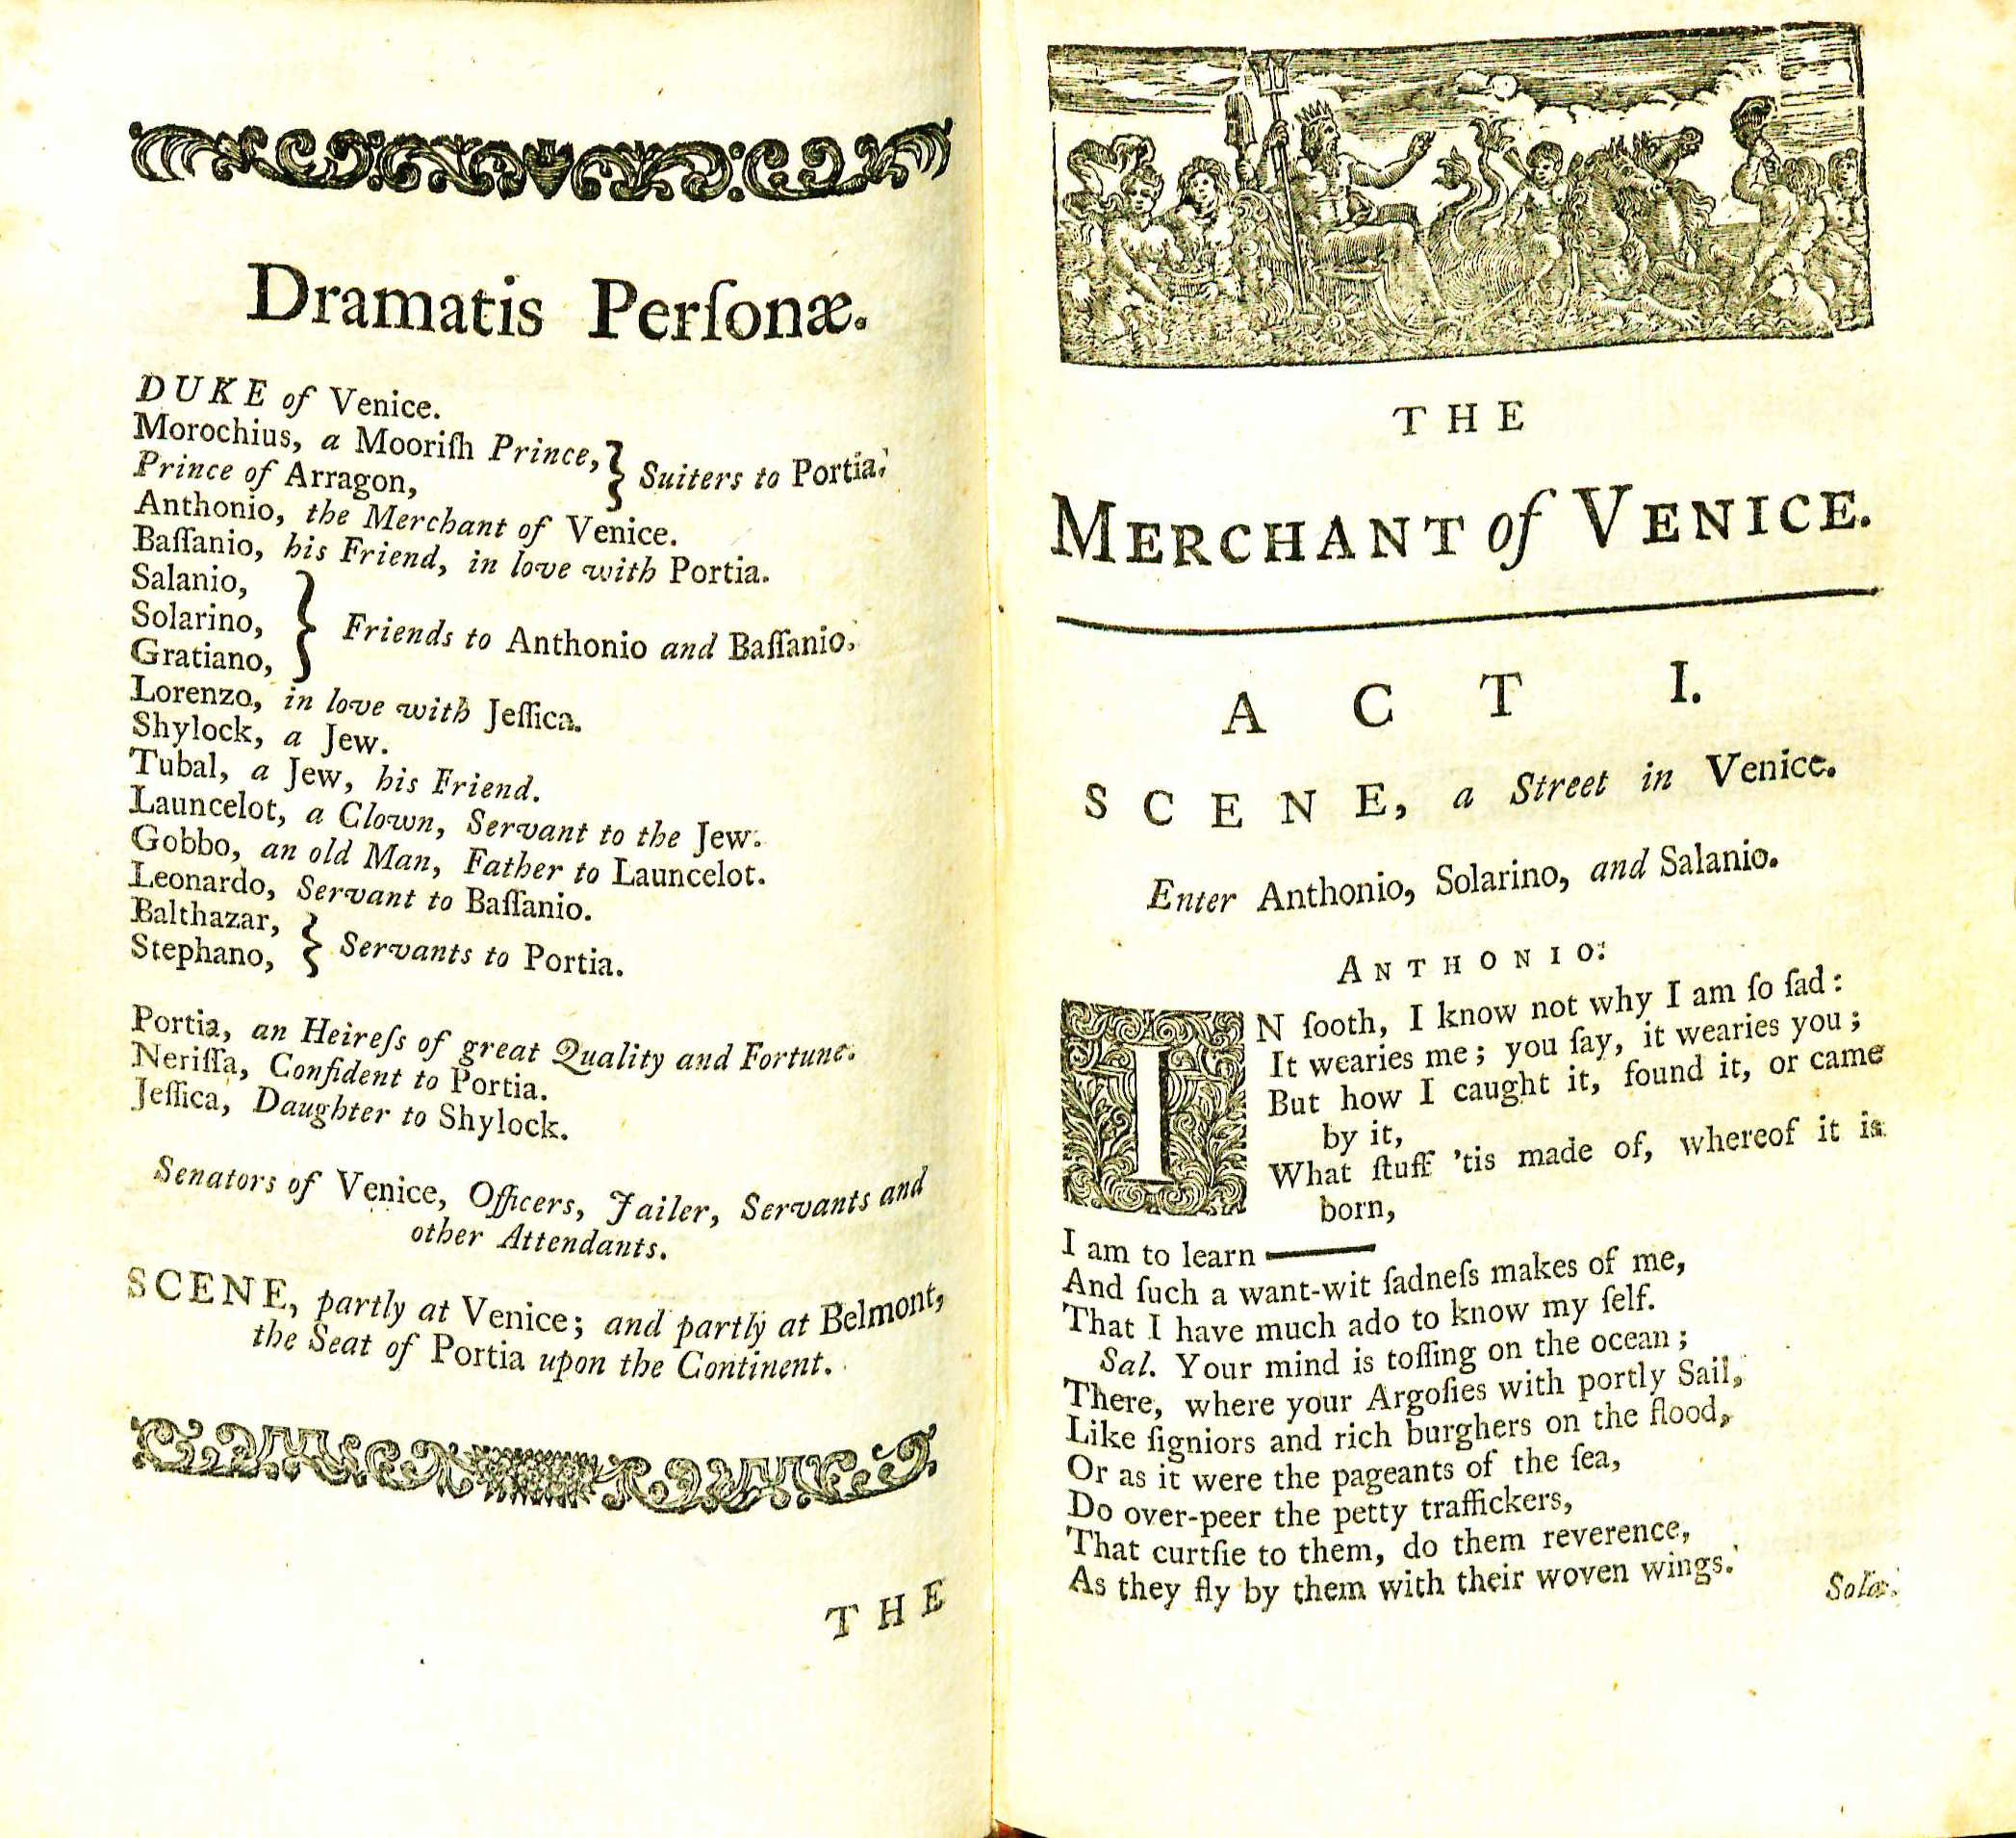 Dramatis Perſonæ.
DUKE of Venice.
Morochius, a Mooriſh Prince, } Suiters to Portia.
Prince of Arragon,
Anthonio, the Merchant of Venice.
Baſſanio, his Friend, in love with Portia.
Salanio,
Solarino, } Friends to Anthonio and Baſſanio.
Gratiano,
Lorenzo, in love with Jeſſica.
Shylock, a Jew.
Tubal, a Jew, his Friend.
Launcelot, a Clown, Servant to the Jew.
Gobbo, an old Man, Father to Launcelot.
Leonardo, Servant to Baſſanio.
Balthazar, } Servants to Portia.
Stephano,
Portia, an Heireſs of great Quality and Fortune.
Neriſſa, Confident to Portia.
Jeſſica, Daughter to Shylock.
Senators of Venice, Officers, Jailer, Servants and
other Attendants.
SCENE, partly at Venice; and partly at Belmont,
the Seat of Portia upon the Continent.
THE
THE
MERCHANT of VENICE.
ACT I.
SCENE, a Street in Venice.
Enter Anthonio, Solarino, and Salanio.
ANTHONIO:
IN ſooth, I know not why I am ſo ſad:
It wearies me; you ſay, it wearies you;
But how I caught it, found it, or came
by it,
What ſtuff 'tis made of, whereof it is
born,
I am to learn ——
And ſuch a want-wit ſadneſs makes of me,
That I have much ado to know my ſelf.
Sal. Your mind is toſſing on the ocean;
There, where your Argoſies with portly Sail,
Like ſigniors and rich burghers on the flood,
Or as it were the pageants of the ſea,
Do over-peer the petty traffickers,
That curtſie to them, do them reverence,
As they fly by them with their woven wings.
Sola.